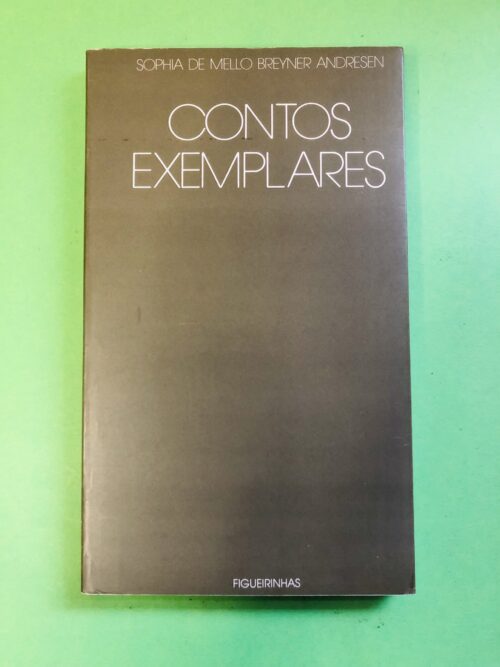 SOPHIA DE MELLO BREYNER ANDRESEN
CONTOS
EXEMPLARES
FIGUEIRINHAS